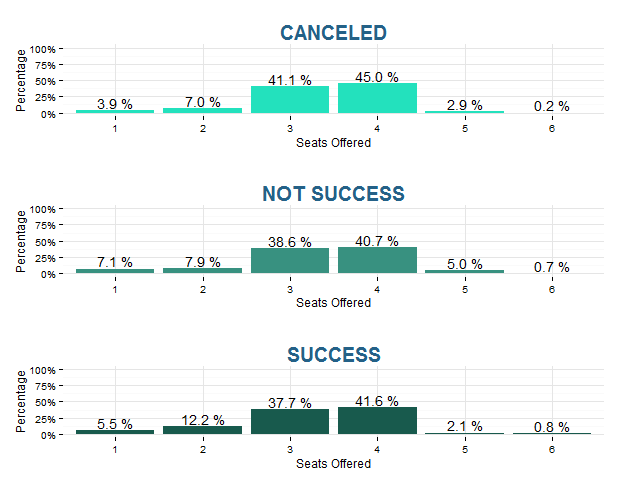 CANCELED
Percentage
100%
75%
50%
25%
0%
3.9 %
7.0 %
41.1 %
45.0 %
2.9 %
0.2 %
1 2 3 4 5 6
Seats Offered
NOT SUCCESS
Percentage
100%
75%
50%
25%
0%
7.1 %
7.9 %
38.6 %
40.7 %
5.0 %
0.7 %
1 2 3 4 5 6
Seats Offered
SUCCESS
Percentage
100%
75%
50%
25%
0%
5.5 %
12.2 %
37.7 %
41.6 %
2.1 %
0.8 %
1 2 3 4 5 6
Seats Offered